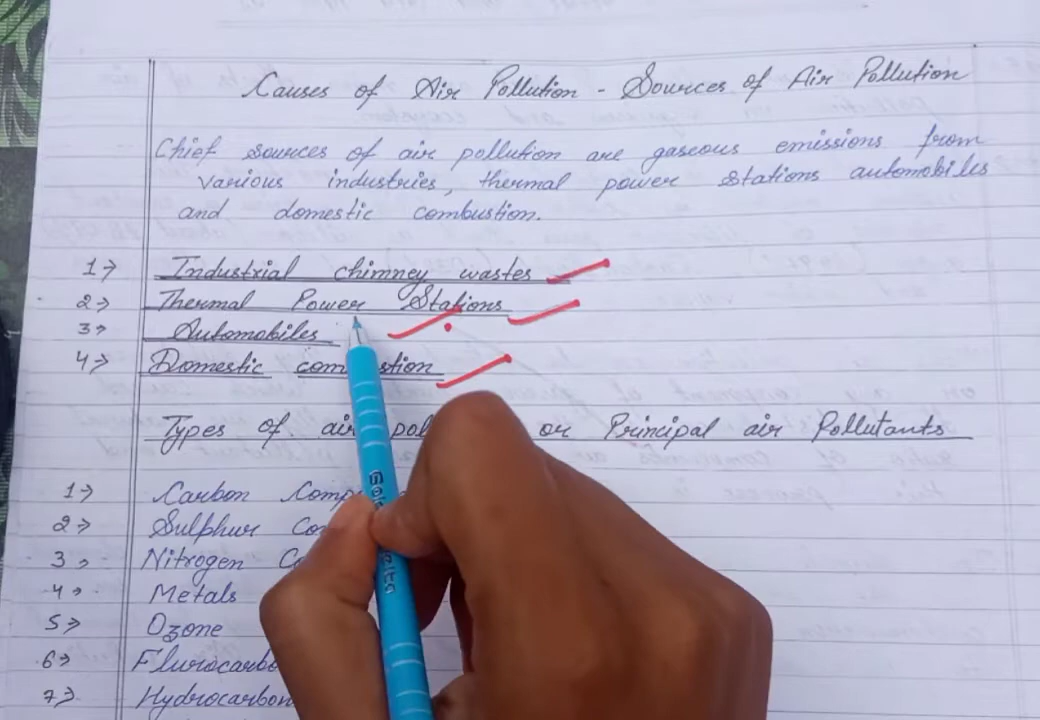 Causes of Air Pollution - Sources of Air Pollution
Chief sources of air pollution are gaseous emissions from
various industries, thermal power stations automobiles
and domestic combustion.
1→ Industrial chimney wastes
2→ Thermal Power Stations
3→ Automobiles
4→ Domestic
Types of air or Principal air Pollutants
1→ Carbon
2→ Sulphur
3→ Nitrogen
4→ Metals
5→ Ozone
6→
7→